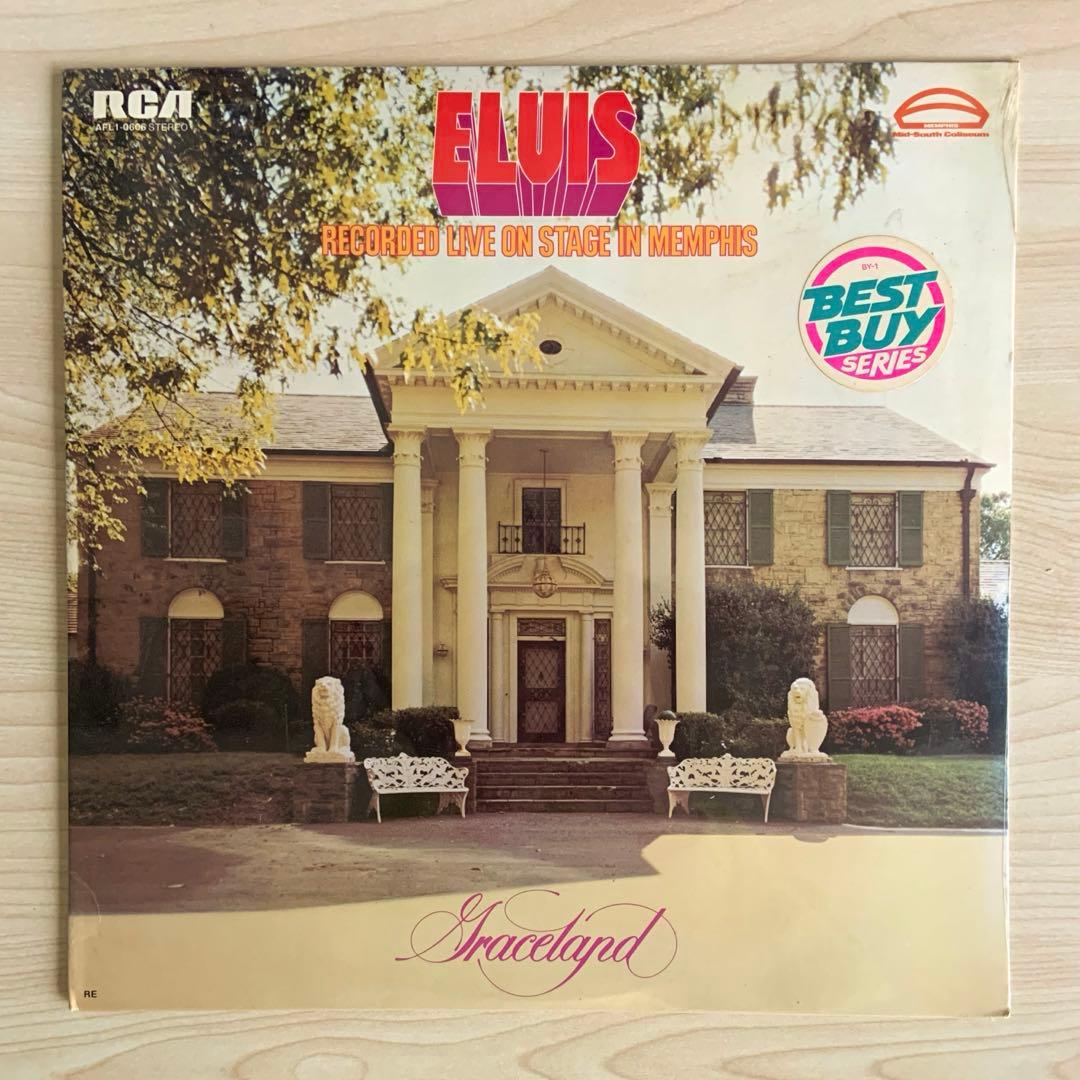 RCA
AFL1-0606 STEREO
ELVIS
RECORDED LIVE ON STAGE IN MEMPHIS
MEMPHIS
Mid-South Coliseum
BY-1
BEST
BUY
SERIES
Graceland
RE